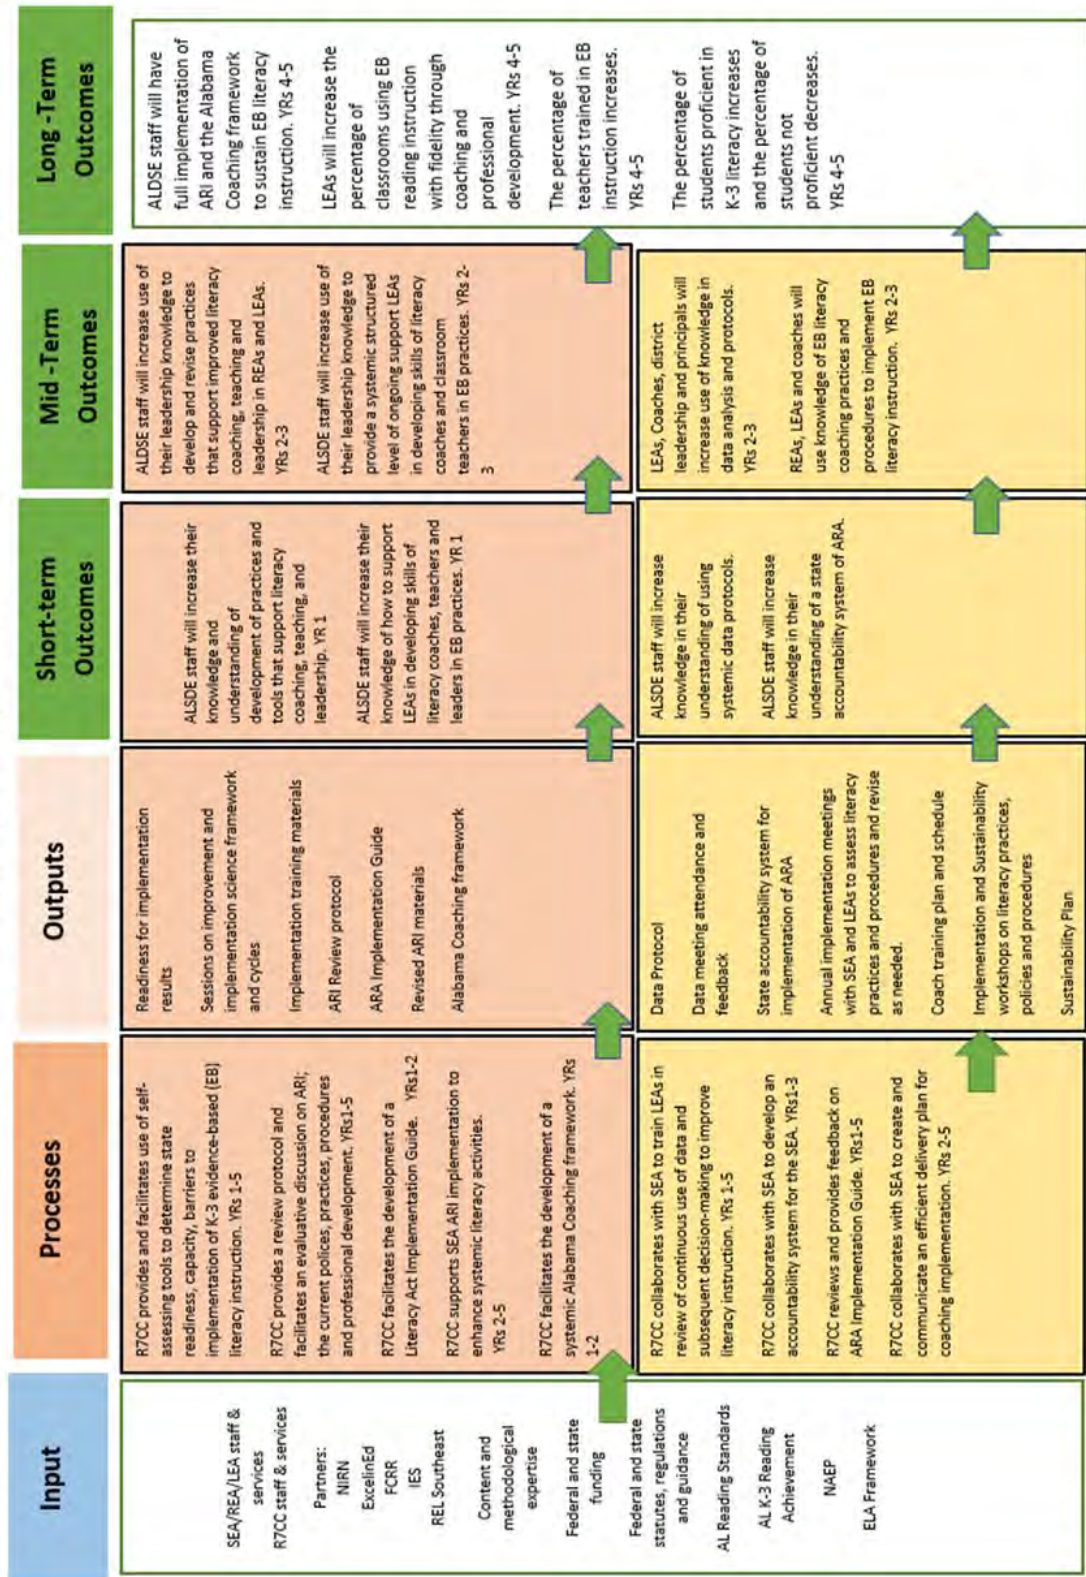 Input
SEA/REA/LEA staff &
services
R7CC staff & services
Partners:
NIRN
ExcelinEd
FCRR
IES
REL Southeast
Content and
methodological
expertise
Federal and state
funding
Federal and state
statutes, regulations
and guidance
AL Reading Standards
AL K-3 Reading
Achievement
NAEP
ELA Framework
Processes
R7CC provides and facilitates use of self-
assessing tools to determine state
readiness, capacity, barriers to
implementation of K-3 evidence-based (EB)
literacy instruction. YRs 1-5
R7CC provides a review protocol and
facilitates an evaluative discussion on ARI;
the current polices, practices, procedures
and professional development. YRs1-5
R7CC facilitates the development of a
Literacy Act Implementation Guide. YRs1-2
R7CC supports SEA ARI implementation to
enhance systemic literacy activities.
YRs 2-5
R7CC facilitates the development of a
systemic Alabama Coaching framework. YRs
1-2
R7CC collaborates with SEA to train LEAs in
review of continuous use of data and
subsequent decision-making to improve
literacy instruction. YRs 1-5
R7CC collaborates with SEA to develop an
accountability system for the SEA. YRs1-3
R7CC reviews and provides feedback on
ARA Implementation Guide. YRs1-5
R7CC collaborates with SEA to create and
communicate an efficient delivery plan for
coaching implementation. YRs 2-5
Outputs
Readiness for implementation
results
Sessions on improvement and
implementation science framework
and cycles
Implementation training materials
ARI Review protocol
ARA Implementation Guide
Revised ARI materials
Alabama Coaching framework
Data Protocol
Data meeting attendance and
feedback
State accountability system for
implementation of ARA
Annual implementation meetings
with SEA and LEAs to assess literacy
practices and procedures and revise
as needed.
Coach training plan and schedule
Implementation and Sustainability
workshops on literacy practices,
policies and procedures
Sustainability Plan
Short-term
Outcomes
ALSDE staff will increase their
knowledge and
understanding of
development of practices and
tools that support literacy
coaching, teaching, and
leadership. YR 1
ALSDE staff will increase their
knowledge of how to support
LEAs in developing skills of
literacy coaches, teachers and
leaders in EB practices. YR 1
ALSDE staff will increase
knowledge in their
understanding of using
systemic data protocols.
ALSDE staff will increase
knowledge in their
understanding of a state
accountability system of ARA.
Mid -Term
Outcomes
ALDSE staff will increase use of
their leadership knowledge to
develop and revise practices
that support improved literacy
coaching, teaching and
leadership in REAs and LEAs.
YRs 2-3
ALSDE staff will increase use of
their leadership knowledge to
provide a systemic structured
level of ongoing support LEAs
in developing skills of literacy
coaches and classroom
teachers in EB practices. YRs 2-
3
LEAs, Coaches, district
leadership and principals will
increase use of knowledge in
data analysis and protocols.
YRs 2-3
REAs, LEAs and coaches will
use knowledge of EB literacy
coaching practices and
procedures to implement EB
literacy instruction. YRs 2-3
Long -Term
Outcomes
ALDSE staff will have
full implementation of
ARI and the Alabama
Coaching framework
to sustain EB literacy
instruction. YRs 4-5
LEAs will increase the
percentage of
classrooms using EB
reading instruction
with fidelity through
coaching and
professional
development. YRs 4-5
The percentage of
teachers trained in EB
instruction increases.
YRs 4-5
The percentage of
students proficient in
K-3 literacy increases
and the percentage of
students not
proficient decreases.
YRs 4-5